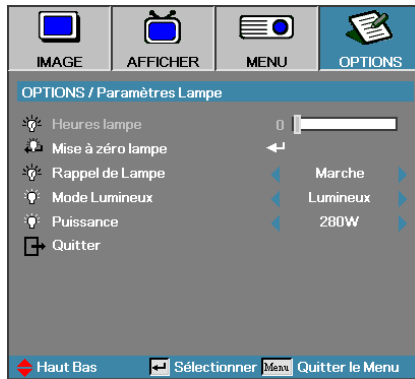 IMAGE AFFICHER MENU OPTIONS
OPTIONS / Paramètres Lampe
Heures lampe 0
Mise à zéro lampe
Rappel de Lampe Marche
Mode Lumineux Lumineux
Puissance 280W
Quitter
Haut Bas Sélectionner Menu Quitter le Menu